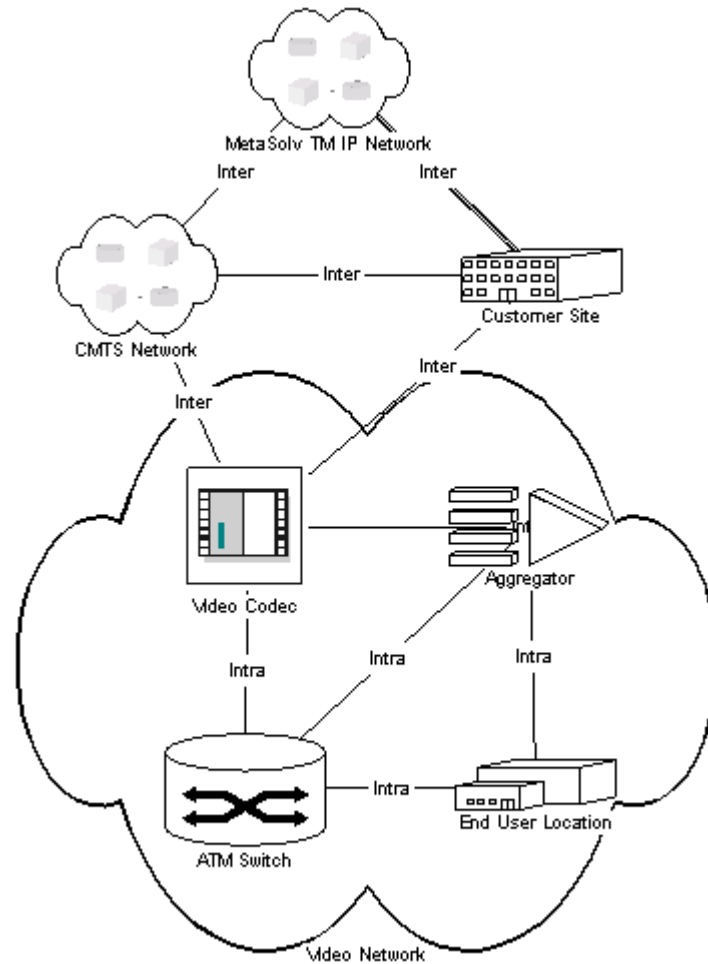 MetaSolv TM IP Network
Inter
Inter
Inter
CMTS Network
Customer Site
Inter
Inter
Video Codec
Aggregator
Intra
Intra
Intra
Intra
ATM Switch
End User Location
Video Network